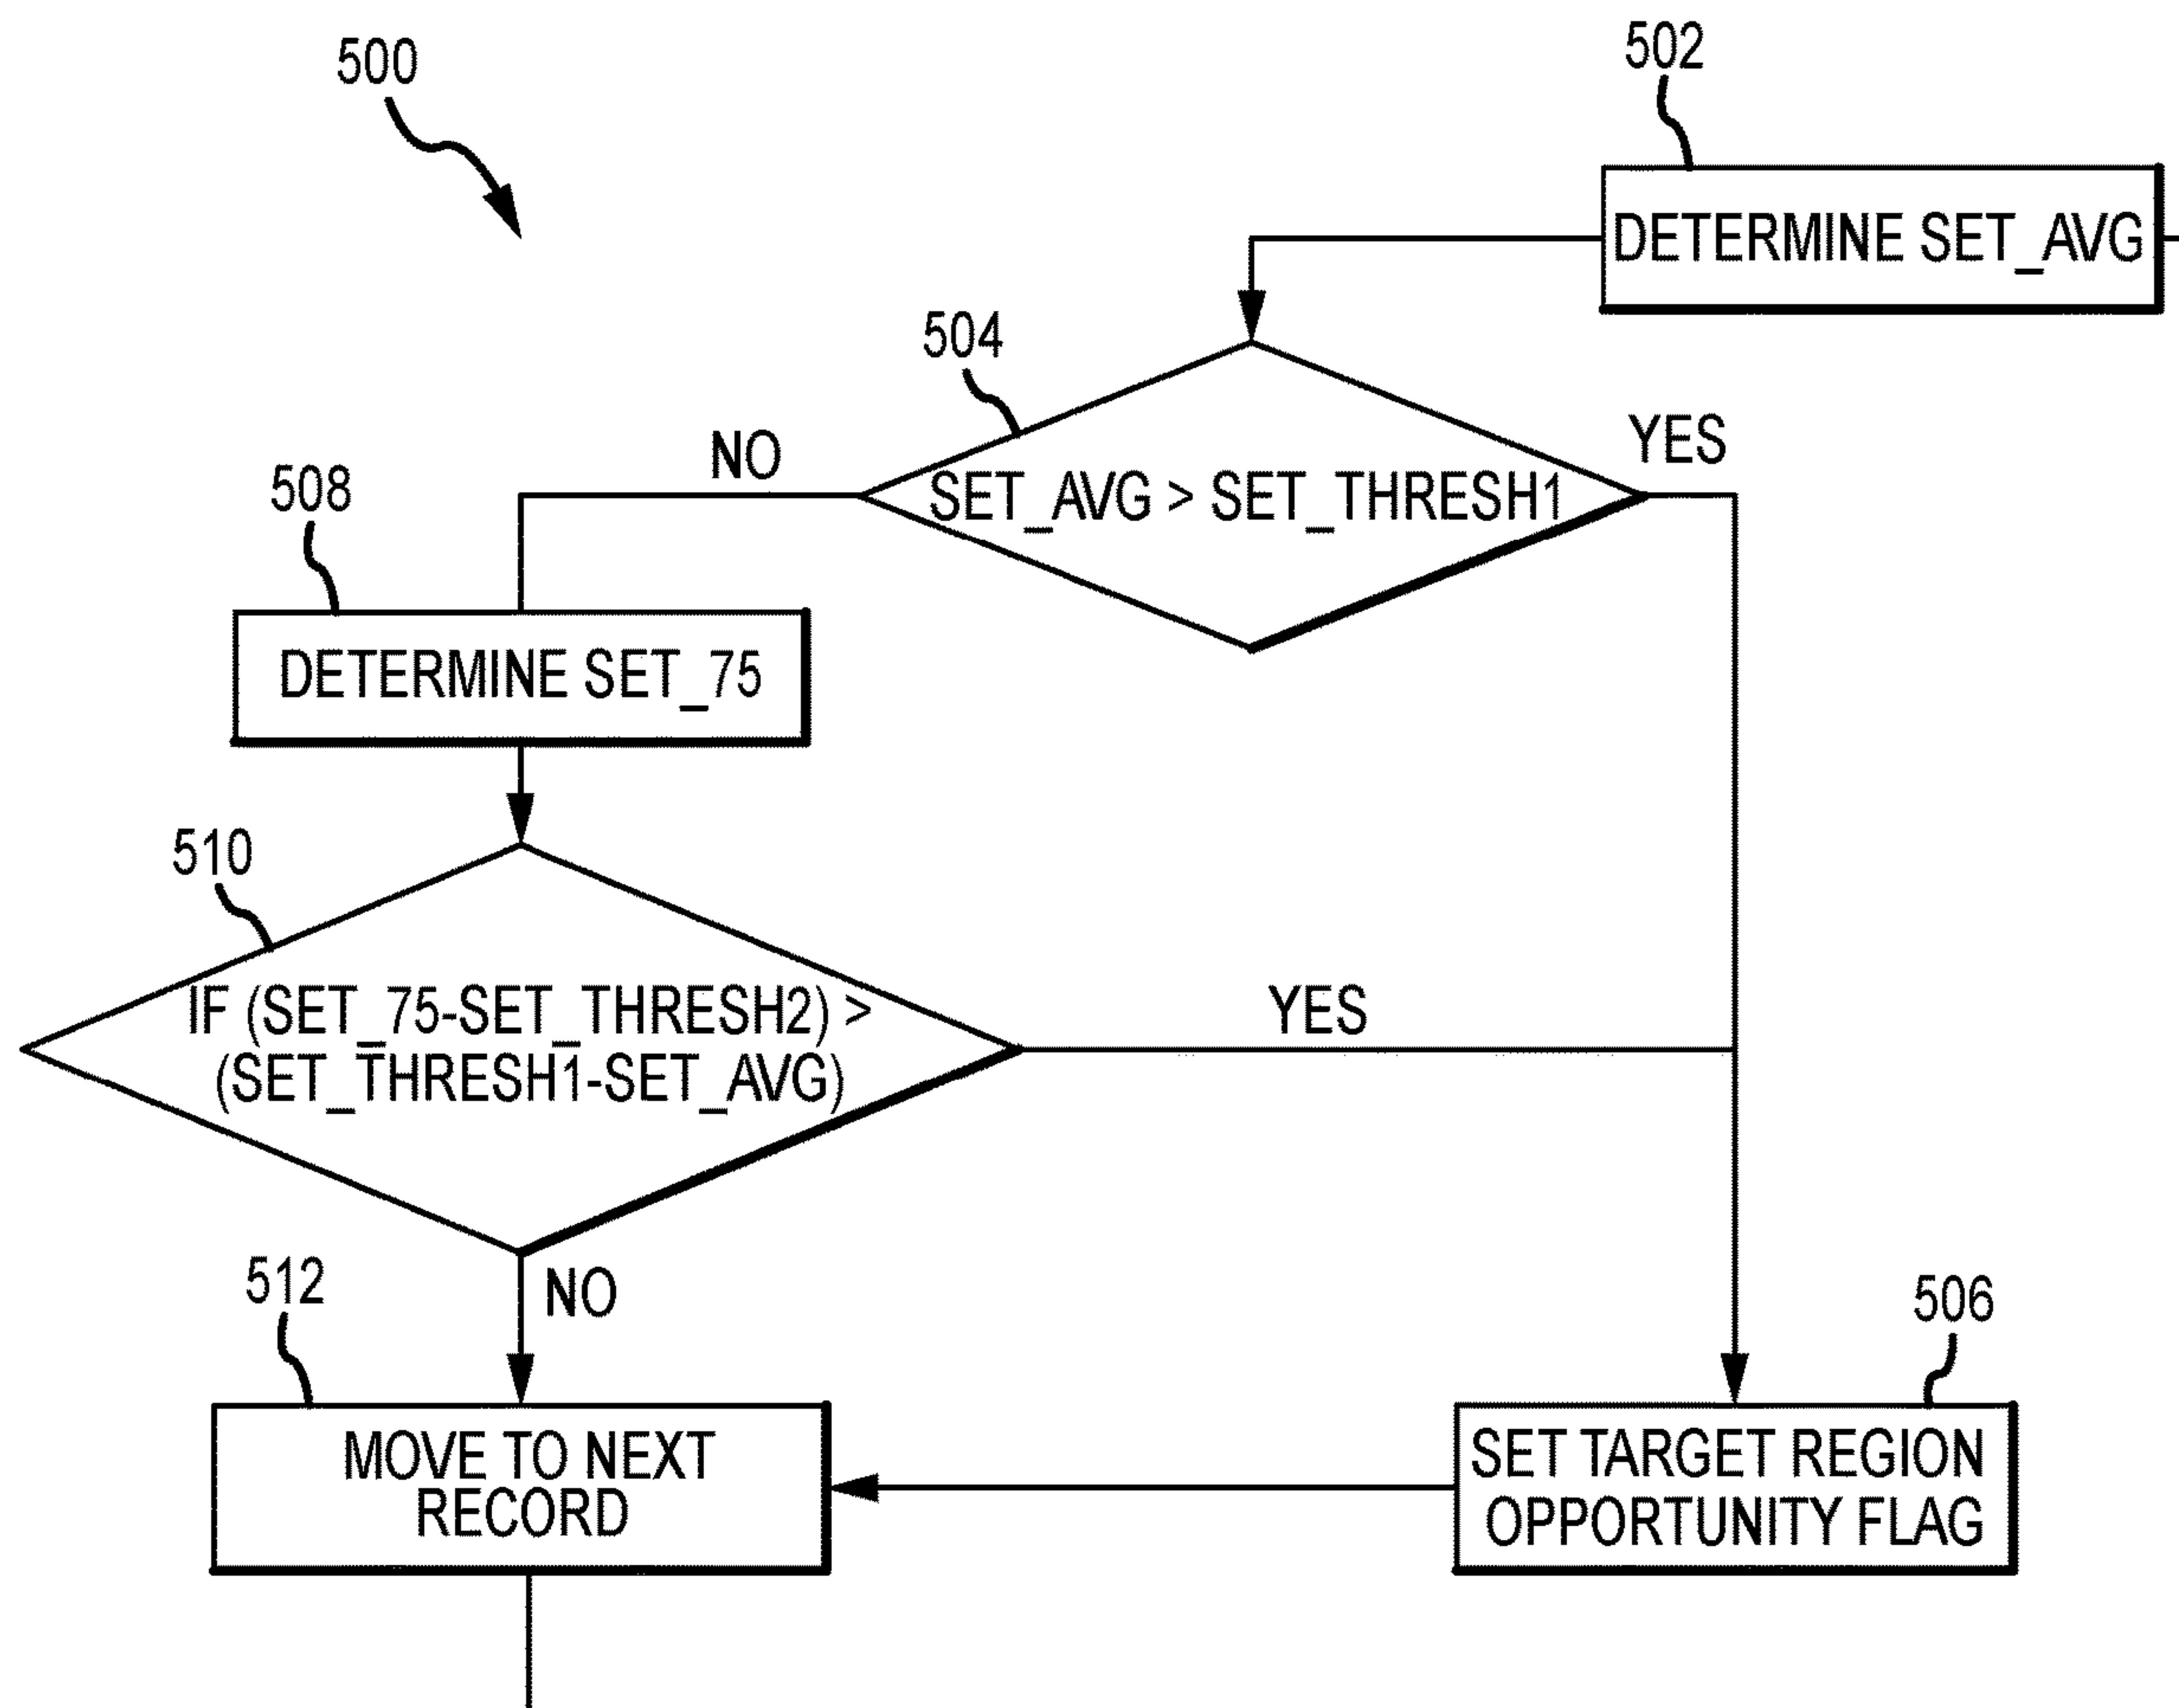 500
502
DETERMINE SET_AVG
504
SET_AVG > SET_THRESH1
NO
YES
508
DETERMINE SET_75
510
IF (SET_75-SET_THRESH2) >
(SET_THRESH1-SET_AVG)
YES
NO
512
506
MOVE TO NEXT
RECORD
SET TARGET REGION
OPPORTUNITY FLAG